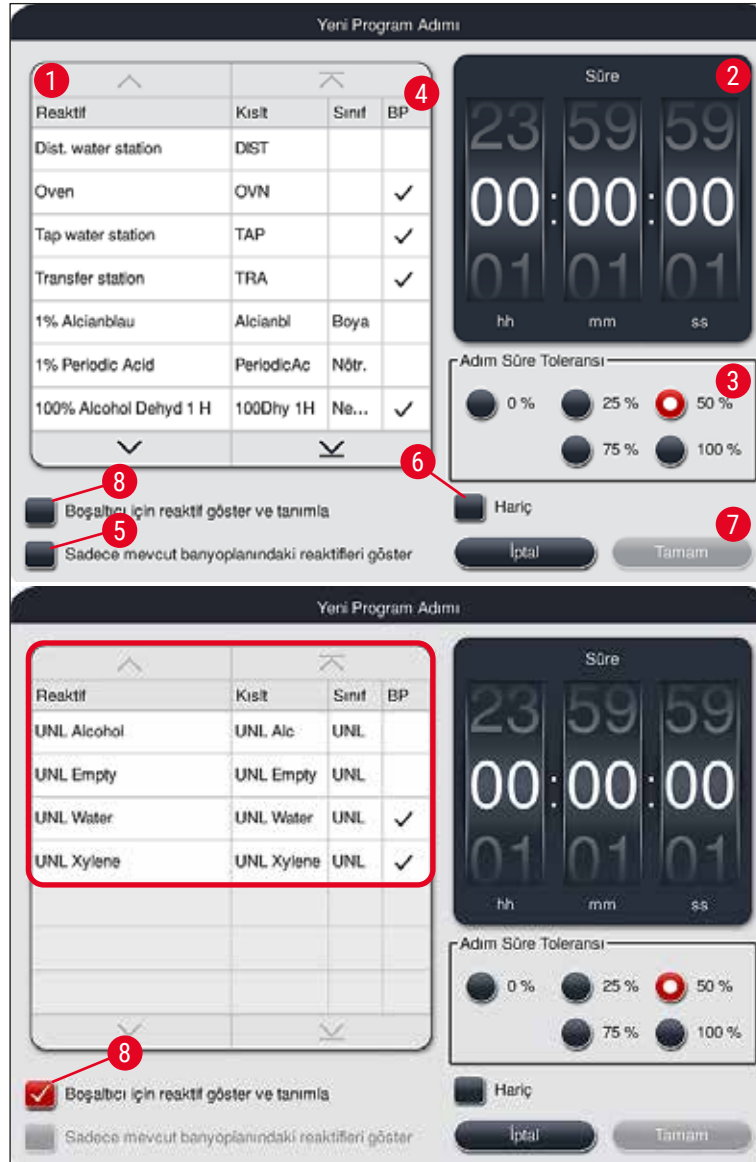 Yeni Program Adımı
1
4
Reaktif Kısıt Sınıf BP
Dist. water station DIST
Oven OVN ✓
Tap water station TAP ✓
Transfer station TRA ✓
1% Alcianblau Alcianbl Boya
1% Periodic Acid PeriodicAc Nötr.
100% Alcohol Dehyd 1 H 100Dhy 1H Ne... ✓
Süre
2
23 59 59
00:00:00
01 01 01
hh mm ss
Adım Süre Toleransı
3
0 % 25 % 50 %
75 % 100 %
8
Boşaltıcı için reaktif göster ve tanımla
5
Sadece mevcut banyoplanındaki reaktifleri göster
6
Hariç
7
İptal Tamam
Yeni Program Adımı
Reaktif Kısıt Sınıf BP
UNL Alcohol UNL Alc UNL
UNL Empty UNL Empty UNL
UNL Water UNL Water UNL ✓
UNL Xylene UNL Xylene UNL ✓
Süre
23 59 59
00:00:00
01 01 01
hh mm ss
Adım Süre Toleransı
0 % 25 % 50 %
75 % 100 %
8
Boşaltıcı için reaktif göster ve tanımla
Sadece mevcut banyoplanındaki reaktifleri göster
Hariç
İptal Tamam